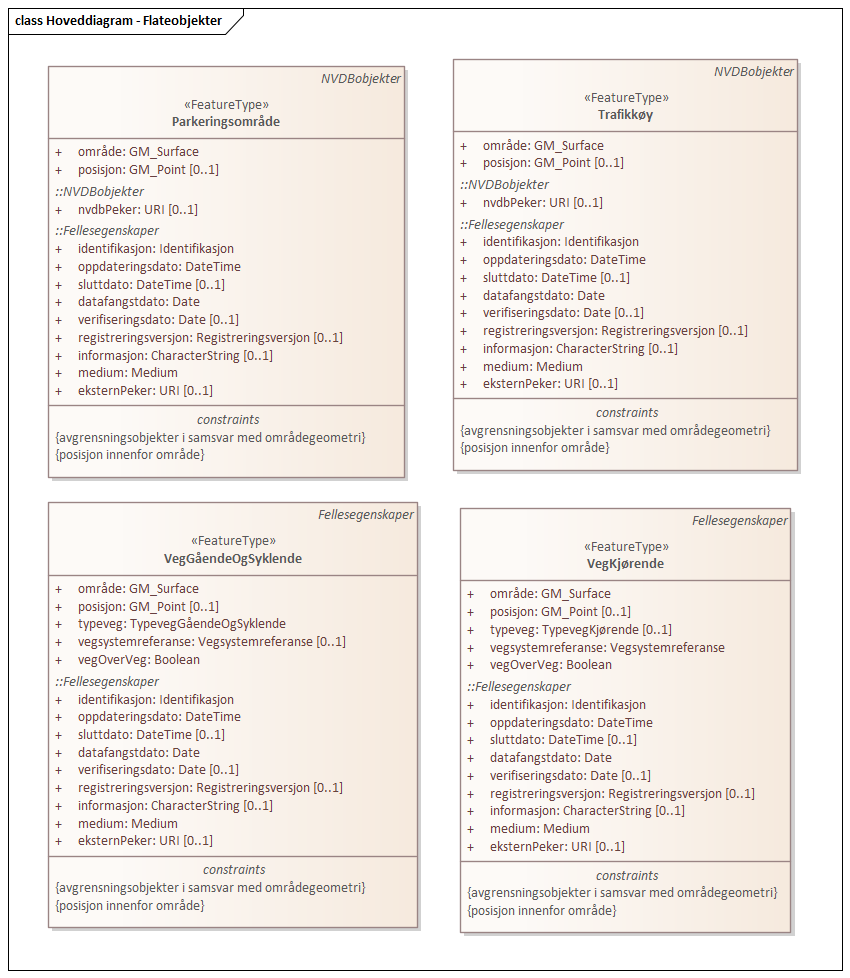 class Hoveddiagram - Flateobjekter
NVDBobjekter
«FeatureType»
Parkeringsområde
+ område: GM_Surface
+ posisjon: GM_Point [0..1]
::NVDBobjekter
+ nvdbPeker: URI [0..1]
::Fellesegenskaper
+ identifikasjon: Identifikasjon
+ oppdateringsdato: DateTime
+ sluttdato: DateTime [0..1]
+ datafangstdato: Date
+ verifiseringsdato: Date [0..1]
+ registreringsversjon: Registreringsversjon [0..1]
+ informasjon: CharacterString [0..1]
+ medium: Medium
+ eksternPeker: URI [0..1]
constraints
{avgrensningsobjekter i samsvar med områdegeometri}
{posisjon innenfor område}
NVDBobjekter
«FeatureType»
Trafikkøy
+ område: GM_Surface
+ posisjon: GM_Point [0..1]
::NVDBobjekter
+ nvdbPeker: URI [0..1]
::Fellesegenskaper
+ identifikasjon: Identifikasjon
+ oppdateringsdato: DateTime
+ sluttdato: DateTime [0..1]
+ datafangstdato: Date
+ verifiseringsdato: Date [0..1]
+ registreringsversjon: Registreringsversjon [0..1]
+ informasjon: CharacterString [0..1]
+ medium: Medium
+ eksternPeker: URI [0..1]
constraints
{avgrensningsobjekter i samsvar med områdegeometri}
{posisjon innenfor område}
Fellesegenskaper
«FeatureType»
VegGåendeOgSyklende
+ område: GM_Surface
+ posisjon: GM_Point [0..1]
+ typeveg: TypevegGåendeOgSyklende
+ vegsystemreferanse: Vegsystemreferanse [0..1]
+ vegOverVeg: Boolean
::Fellesegenskaper
+ identifikasjon: Identifikasjon
+ oppdateringsdato: DateTime
+ sluttdato: DateTime [0..1]
+ datafangstdato: Date
+ verifiseringsdato: Date [0..1]
+ registreringsversjon: Registreringsversjon [0..1]
+ informasjon: CharacterString [0..1]
+ medium: Medium
+ eksternPeker: URI [0..1]
constraints
{avgrensningsobjekter i samsvar med områdegeometri}
{posisjon innenfor område}
Fellesegenskaper
«FeatureType»
VegKjørende
+ område: GM_Surface
+ posisjon: GM_Point [0..1]
+ typeveg: TypevegKjørende [0..1]
+ vegsystemreferanse: Vegsystemreferanse
+ vegOverVeg: Boolean
::Fellesegenskaper
+ identifikasjon: Identifikasjon
+ oppdateringsdato: DateTime
+ sluttdato: DateTime [0..1]
+ datafangstdato: Date
+ verifiseringsdato: Date [0..1]
+ registreringsversjon: Registreringsversjon [0..1]
+ informasjon: CharacterString [0..1]
+ medium: Medium
+ eksternPeker: URI [0..1]
constraints
{avgrensningsobjekter i samsvar med områdegeometri}
{posisjon innenfor område}